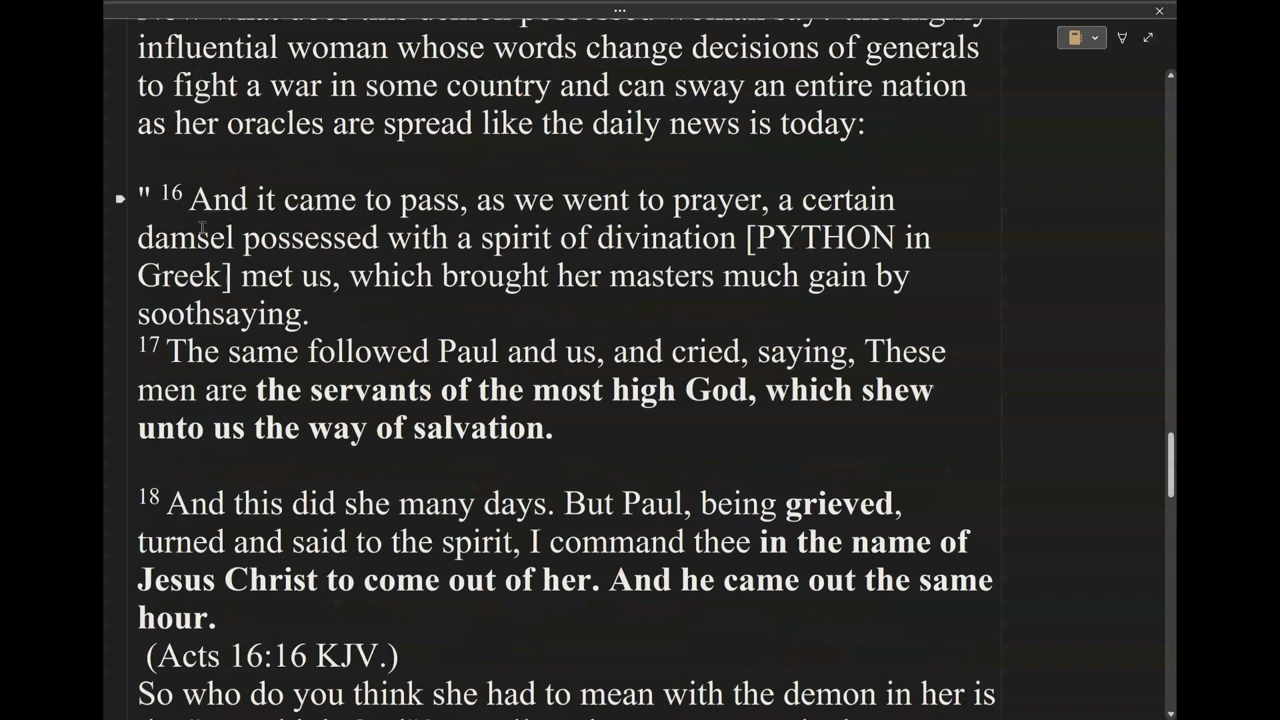 influential woman whose words change decisions of generals
to fight a war in some country and can sway an entire nation
as her oracles are spread like the daily news is today:
" 16 And it came to pass, as we went to prayer, a certain
damsel possessed with a spirit of divination [PYTHON in
Greek] met us, which brought her masters much gain by
soothsaying.
17 The same followed Paul and us, and cried, saying, These
men are the servants of the most high God, which shew
unto us the way of salvation.
18 And this did she many days. But Paul, being grieved,
turned and said to the spirit, I command thee in the name of
Jesus Christ to come out of her. And he came out the same
hour.
(Acts 16:16 KJV.)
So who do you think she had to mean with the demon in her is